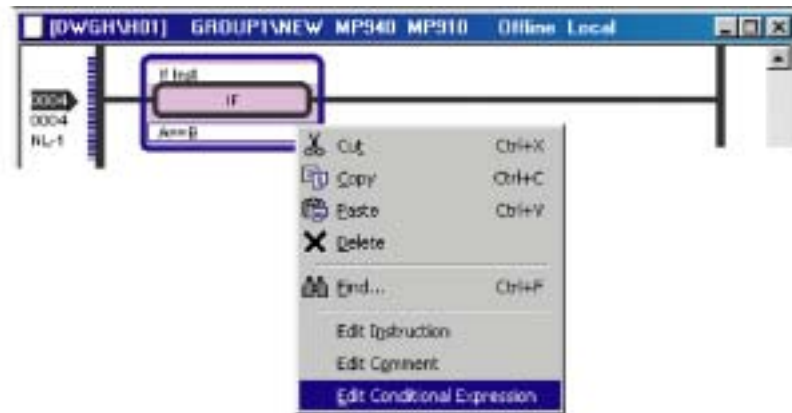 [DWGH\H01] GROUP1\NEW MP940 MP910 Offline Local
If test
0004 IF
0004
NL-1 A==B
Cut Ctrl+X
Copy Ctrl+C
Paste Ctrl+V
Delete
Find... Ctrl+F
Edit Instruction
Edit Comment
Edit Conditional Expression